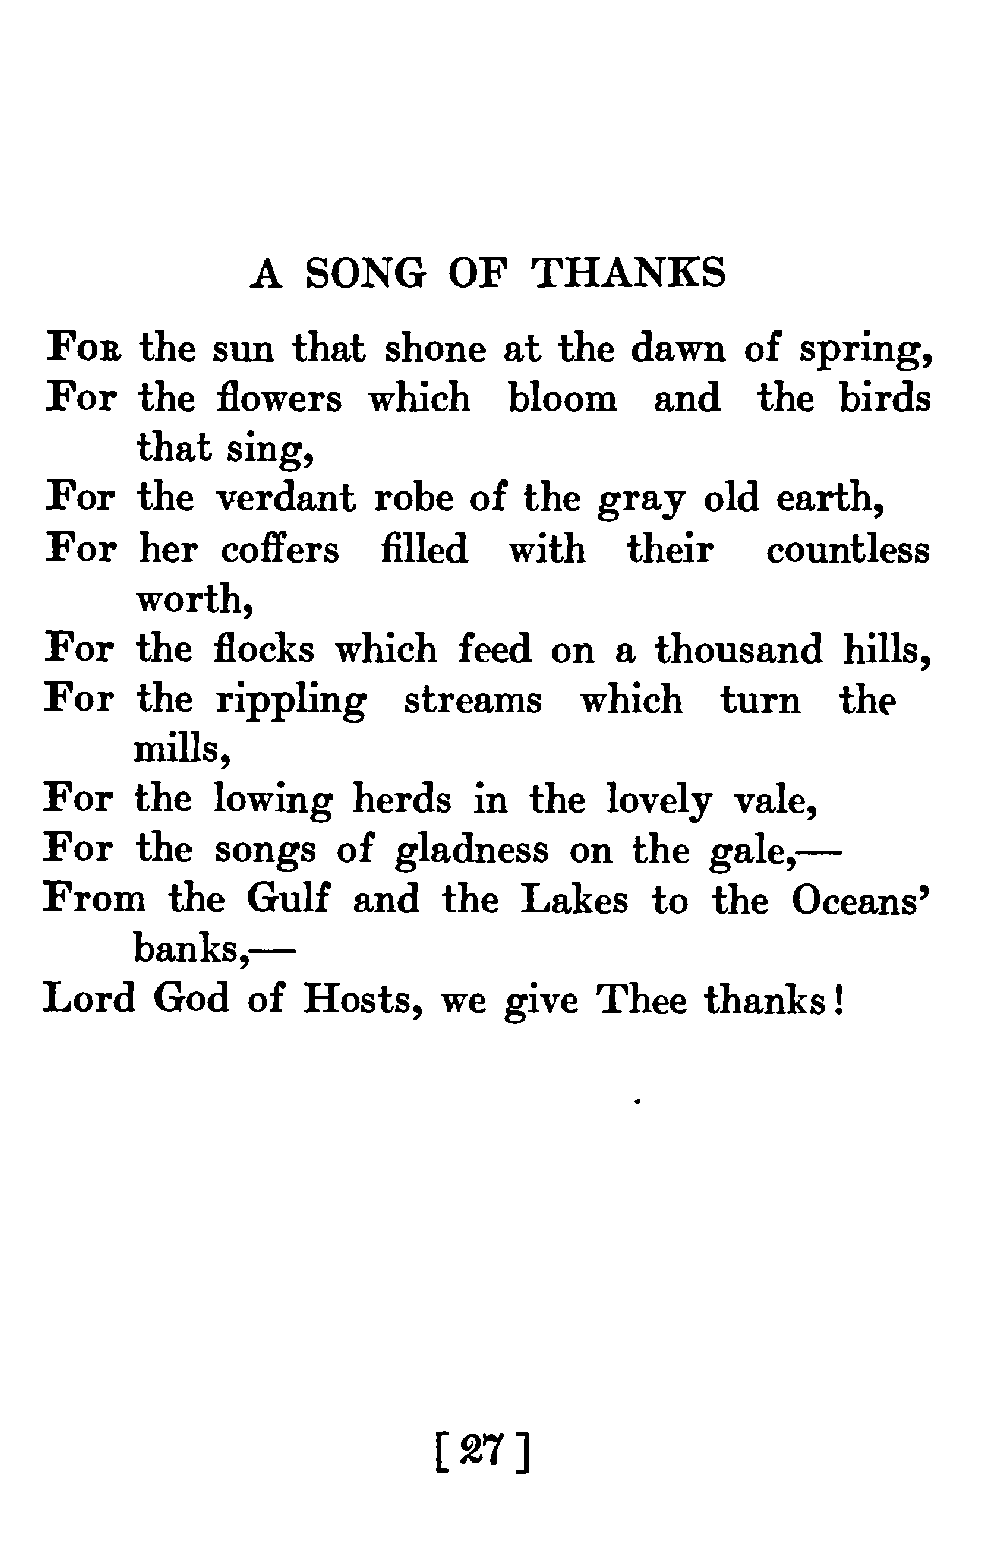 A SONG OF THANKS
FOR the sun that shone at the dawn of spring,
For the flowers which bloom and the birds
that sing,
For the verdant robe of the gray old earth,
For her coffers filled with their countless
worth,
For the flocks which feed on a thousand hills,
For the rippling streams which turn the
mills,
For the lowing herds in the lovely vale,
For the songs of gladness on the gale,—
From the Gulf and the Lakes to the Oceans’
banks,—
Lord God of Hosts, we give Thee thanks!
[27]